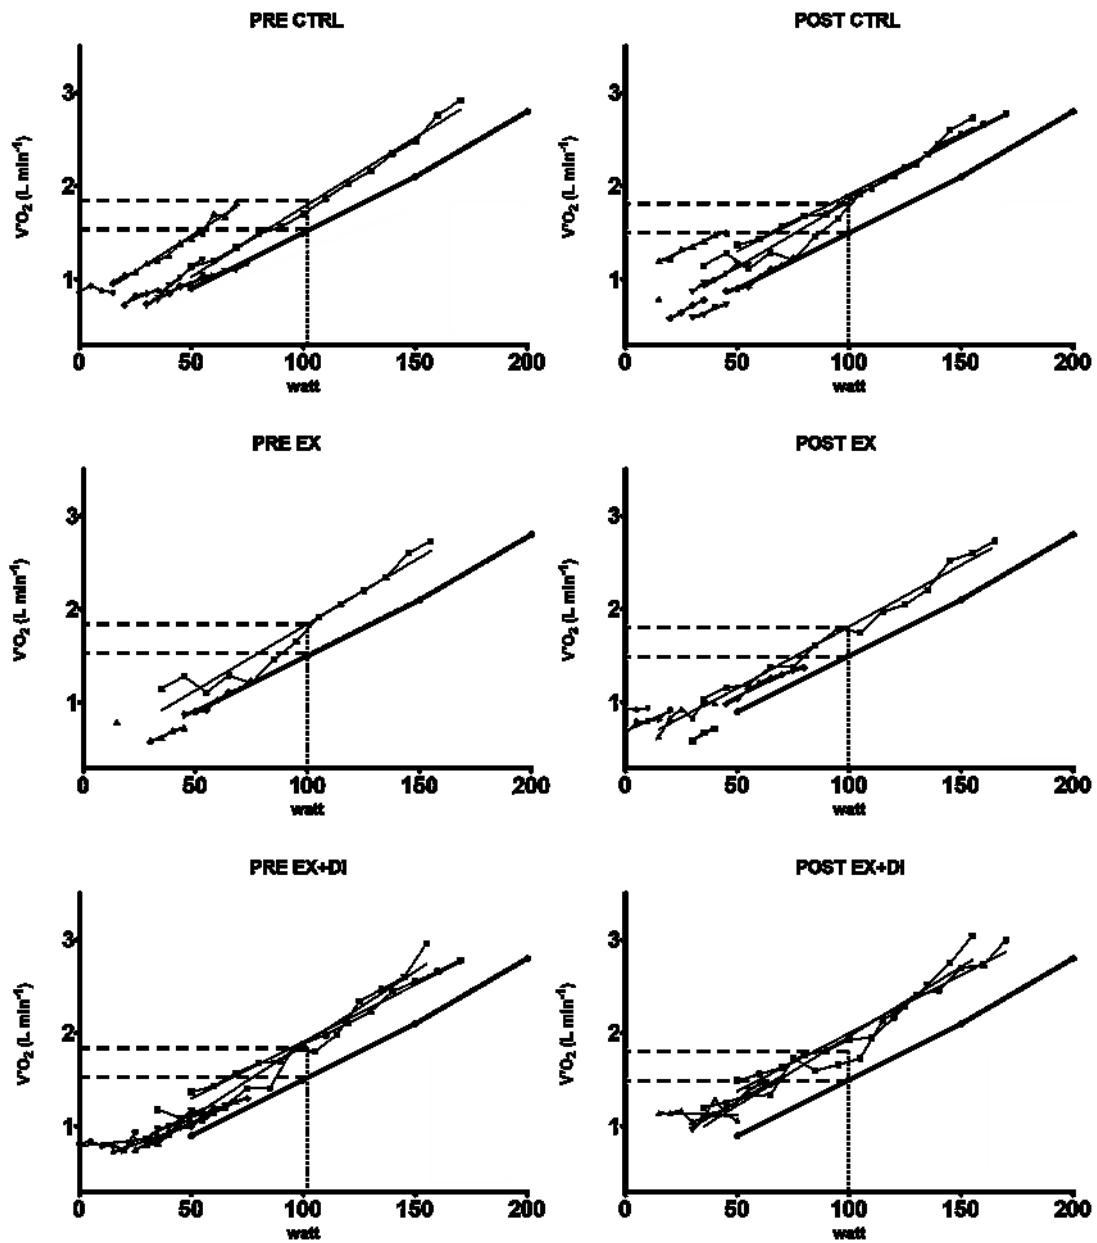 PRE CTRL
POST CTRL
3
2
1
V'O2 (L min-1)
0 50 100 150 200
watt
3
2
1
V'O2 (L min-1)
0 50 100 150 200
watt
PRE EX
POST EX
3
2
1
V'O2 (L min-1)
0 50 100 150 200
watt
3
2
1
V'O2 (L min-1)
0 50 100 150 200
watt
PRE EX+DI
POST EX+DI
3
2
1
V'O2 (L min-1)
0 50 100 150 200
watt
3
2
1
V'O2 (L min-1)
0 50 100 150 200
watt